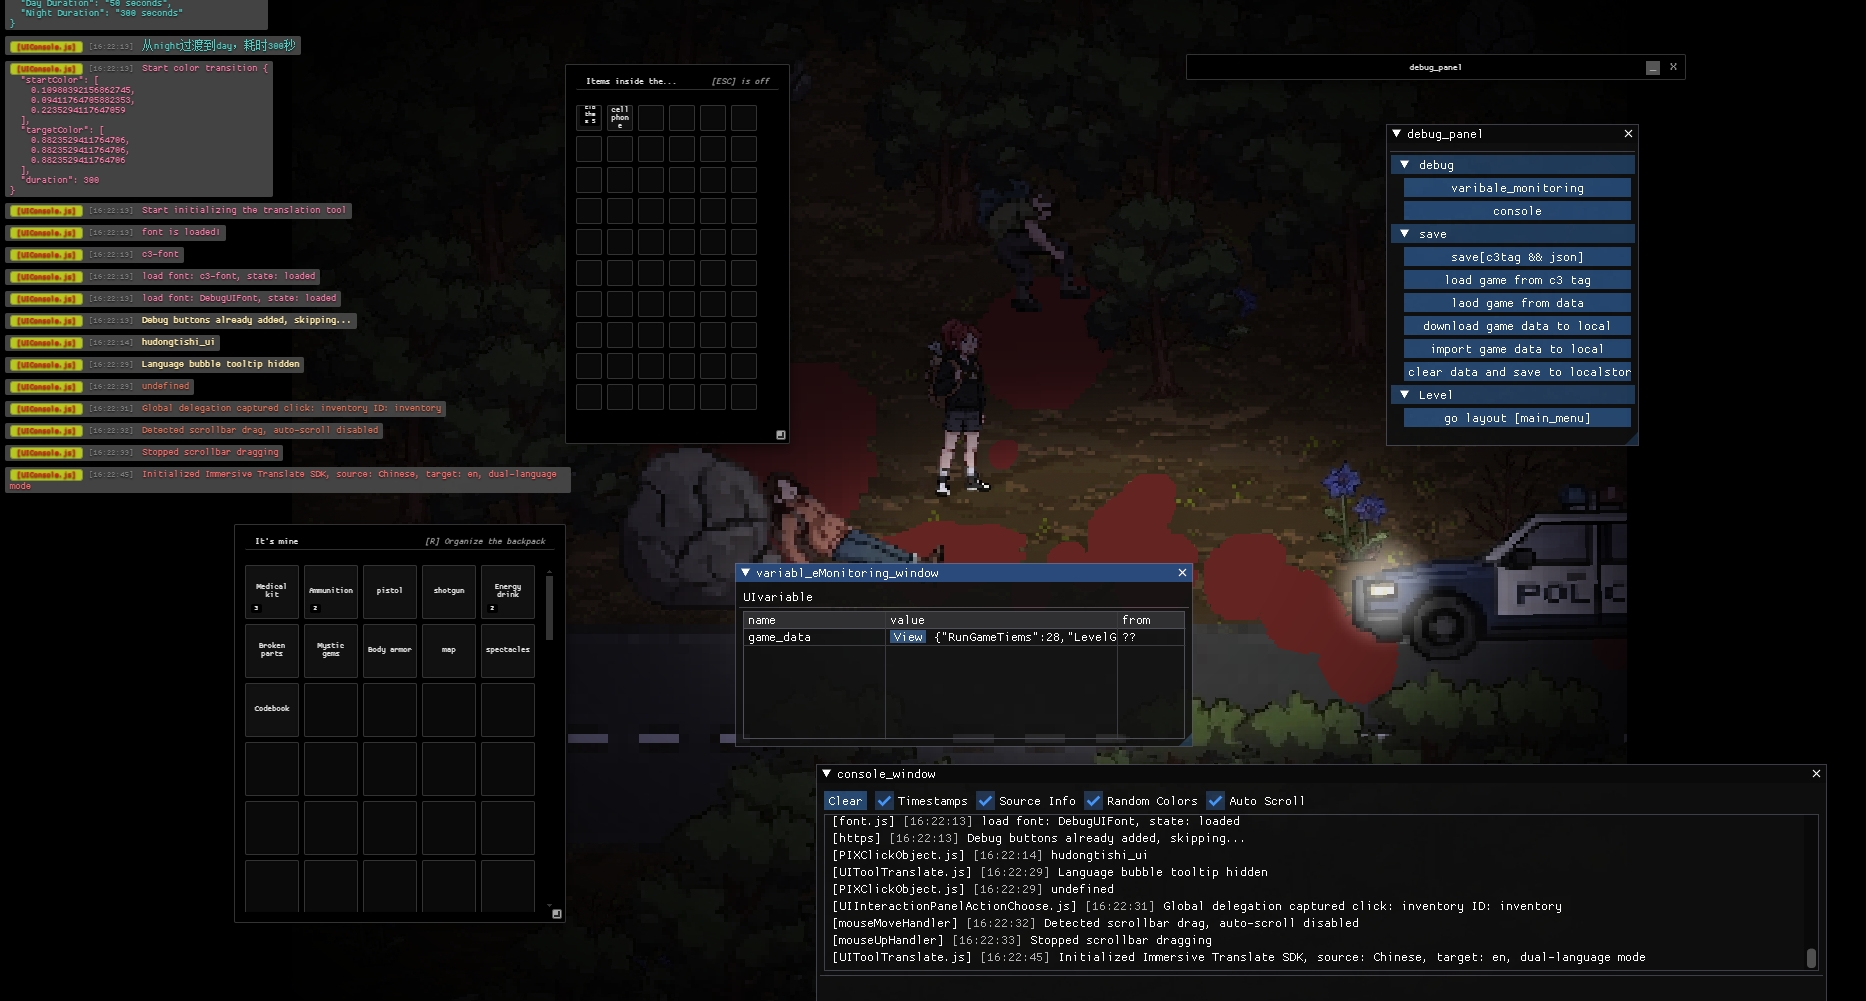 "Day Duration": "50 seconds",
"Night Duration": "300 seconds"
}
[UIConsole.js] [16:22:13] 从night过渡到day，耗时300秒
[UIConsole.js] [16:22:13] Start color transition {
"startColor": [
0.10980392156862745,
0.09411764705882353,
0.2235294117647059
],
"targetColor": [
0.8823529411764706,
0.8823529411764706,
0.8823529411764706
],
"duration": 300
}
[UIConsole.js] [16:22:13] Start initializing the translation tool
[UIConsole.js] [16:22:13] font is loaded!
[UIConsole.js] [16:22:13] c3-font
[UIConsole.js] [16:22:13] load font: c3-font, state: loaded
[UIConsole.js] [16:22:13] load font: DebugUIFont, state: loaded
[UIConsole.js] [16:22:13] Debug buttons already added, skipping...
[UIConsole.js] [16:22:14] hudongtishi_ui
[UIConsole.js] [16:22:29] Language bubble tooltip hidden
[UIConsole.js] [16:22:29] undefined
[UIConsole.js] [16:22:31] Global delegation captured click: inventory ID: inventory
[UIConsole.js] [16:22:32] Detected scrollbar drag, auto-scroll disabled
[UIConsole.js] [16:22:33] Stopped scrollbar dragging
[UIConsole.js] [16:22:45] Initialized Immersive Translate SDK, source: Chinese, target: en, dual-language
mode
Items inside the... [ESC] is off
cell
phon
e
debug_panel _ X
debug_panel
debug
varibale_monitoring
console
save
save[c3tag && json]
load game from c3 tag
laod game from data
download game data to local
import game data to local
clear data and save to localstor
Level
go layout [main_menu]
It's mine [R] Organize the backpack
Medical
kit
3
Ammunition
2
pistol
shotgun
Energy
drink
2
Broken
parts
Mystic
gems
Body armor
map
spectacles
Codebook
POLIC
variabl_eMonitoring_window
UIvariable
name value from
game_data View {"RunGameTiems":28,"LevelG ??
console_window
Clear Timestamps Source Info Random Colors Auto Scroll
[font.js] [16:22:13] load font: DebugUIFont, state: loaded
[https] [16:22:13] Debug buttons already added, skipping...
[PIXClickObject.js] [16:22:14] hudongtishi_ui
[UIToolTranslate.js] [16:22:29] Language bubble tooltip hidden
[PIXClickObject.js] [16:22:29] undefined
[UIInteractionPanelActionChoose.js] [16:22:31] Global delegation captured click: inventory ID: inventory
[mouseMoveHandler] [16:22:32] Detected scrollbar drag, auto-scroll disabled
[mouseUpHandler] [16:22:33] Stopped scrollbar dragging
[UIToolTranslate.js] [16:22:45] Initialized Immersive Translate SDK, source: Chinese, target: en, dual-language mode